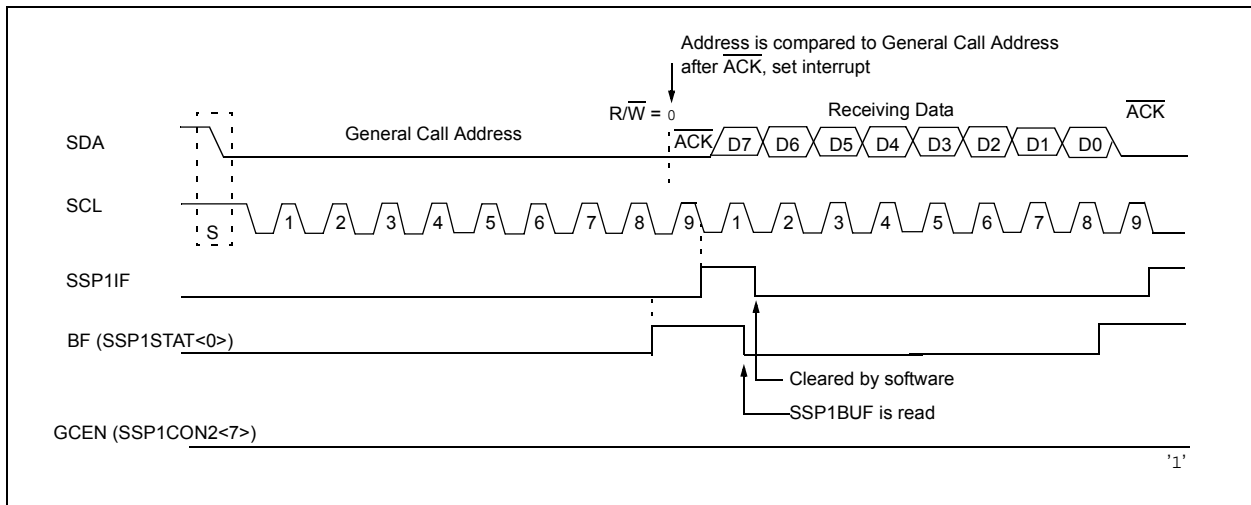 Address is compared to General Call Address
after ACK, set interrupt
R/W = 0
Receiving Data
ACK
SDA
General Call Address
ACK D7 D6 D5 D4 D3 D2 D1 D0
SCL
S
1 2 3 4 5 6 7 8 9 1 2 3 4 5 6 7 8 9
SSP1IF
BF (SSP1STAT<0>)
Cleared by software
SSP1BUF is read
GCEN (SSP1CON2<7>)
'1'